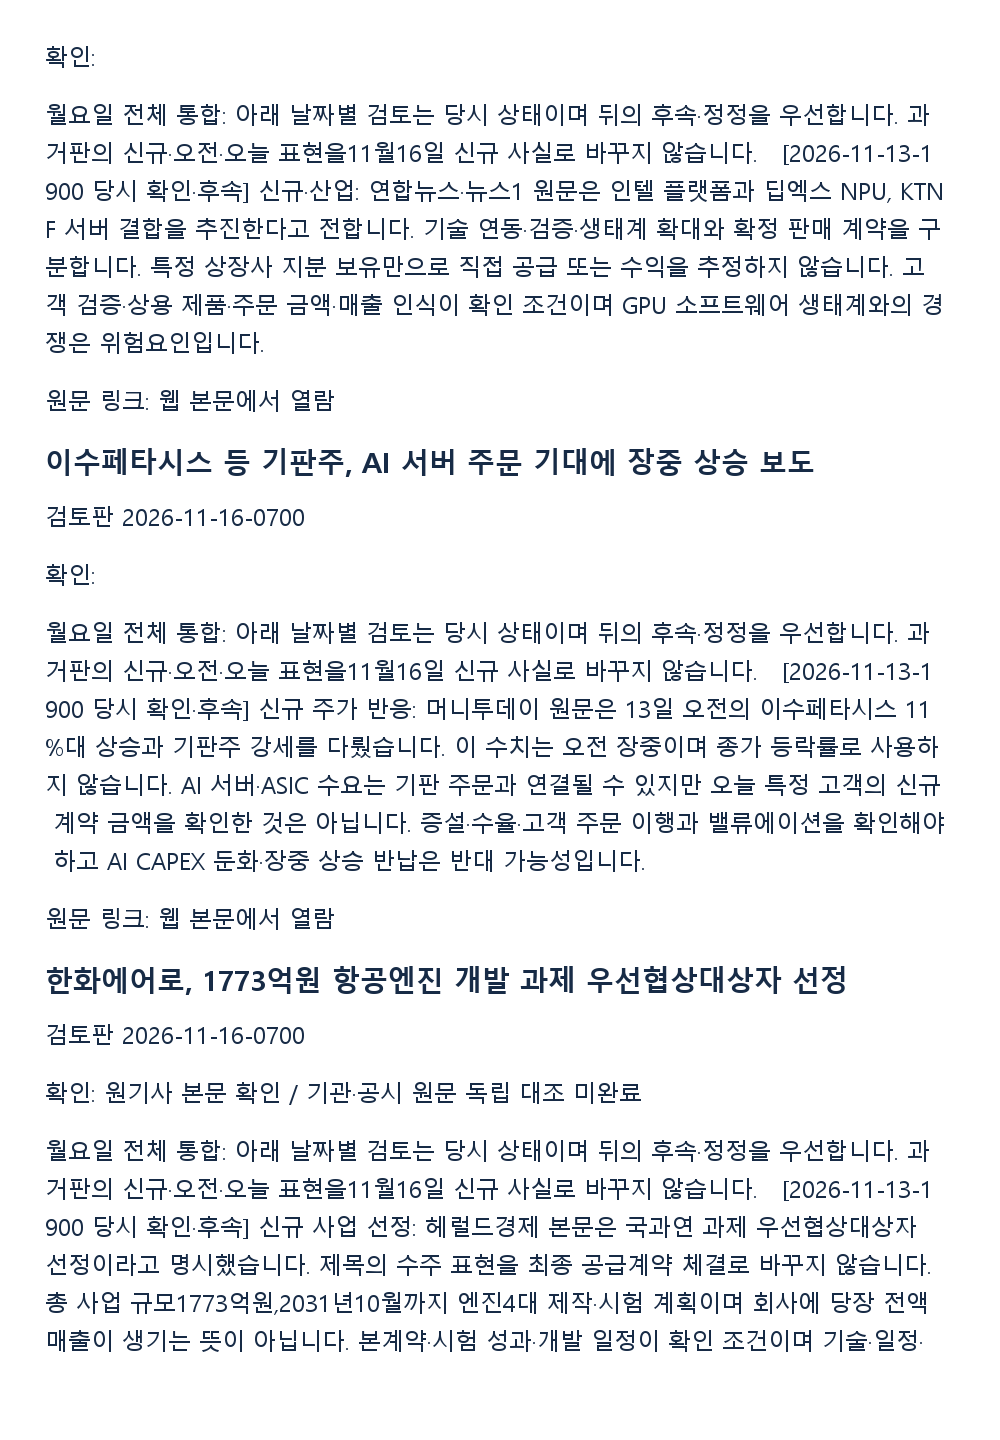 확인:
월요일 전체 통합: 아래 날짜별 검토는 당시 상태이며 뒤의 후속·정정을 우선합니다. 과
거판의 신규·오전·오늘 표현을11월16일 신규 사실로 바꾸지 않습니다.   [2026-11-13-1
900 당시 확인·후속] 신규·산업: 연합뉴스·뉴스1 원문은 인텔 플랫폼과 딥엑스 NPU, KTN
F 서버 결합을 추진한다고 전합니다. 기술 연동·검증·생태계 확대와 확정 판매 계약을 구
분합니다. 특정 상장사 지분 보유만으로 직접 공급 또는 수익을 추정하지 않습니다. 고
객 검증·상용 제품·주문 금액·매출 인식이 확인 조건이며 GPU 소프트웨어 생태계와의 경
쟁은 위험요인입니다.
원문 링크: 웹 본문에서 열람
이수페타시스 등 기판주, AI 서버 주문 기대에 장중 상승 보도
검토판 2026-11-16-0700
확인:
월요일 전체 통합: 아래 날짜별 검토는 당시 상태이며 뒤의 후속·정정을 우선합니다. 과
거판의 신규·오전·오늘 표현을11월16일 신규 사실로 바꾸지 않습니다.   [2026-11-13-1
900 당시 확인·후속] 신규 주가 반응: 머니투데이 원문은 13일 오전의 이수페타시스 11
%대 상승과 기판주 강세를 다뤘습니다. 이 수치는 오전 장중이며 종가 등락률로 사용하
지 않습니다. AI 서버·ASIC 수요는 기판 주문과 연결될 수 있지만 오늘 특정 고객의 신규
계약 금액을 확인한 것은 아닙니다. 증설·수율·고객 주문 이행과 밸류에이션을 확인해야
하고 AI CAPEX 둔화·장중 상승 반납은 반대 가능성입니다.
원문 링크: 웹 본문에서 열람
한화에어로, 1773억원 항공엔진 개발 과제 우선협상대상자 선정
검토판 2026-11-16-0700
확인: 원기사 본문 확인 / 기관·공시 원문 독립 대조 미완료
월요일 전체 통합: 아래 날짜별 검토는 당시 상태이며 뒤의 후속·정정을 우선합니다. 과
거판의 신규·오전·오늘 표현을11월16일 신규 사실로 바꾸지 않습니다.   [2026-11-13-1
900 당시 확인·후속] 신규 사업 선정: 헤럴드경제 본문은 국과연 과제 우선협상대상자
선정이라고 명시했습니다. 제목의 수주 표현을 최종 공급계약 체결로 바꾸지 않습니다.
총 사업 규모1773억원,2031년10월까지 엔진4대 제작·시험 계획이며 회사에 당장 전액
매출이 생기는 뜻이 아닙니다. 본계약·시험 성과·개발 일정이 확인 조건이며 기술·일정·